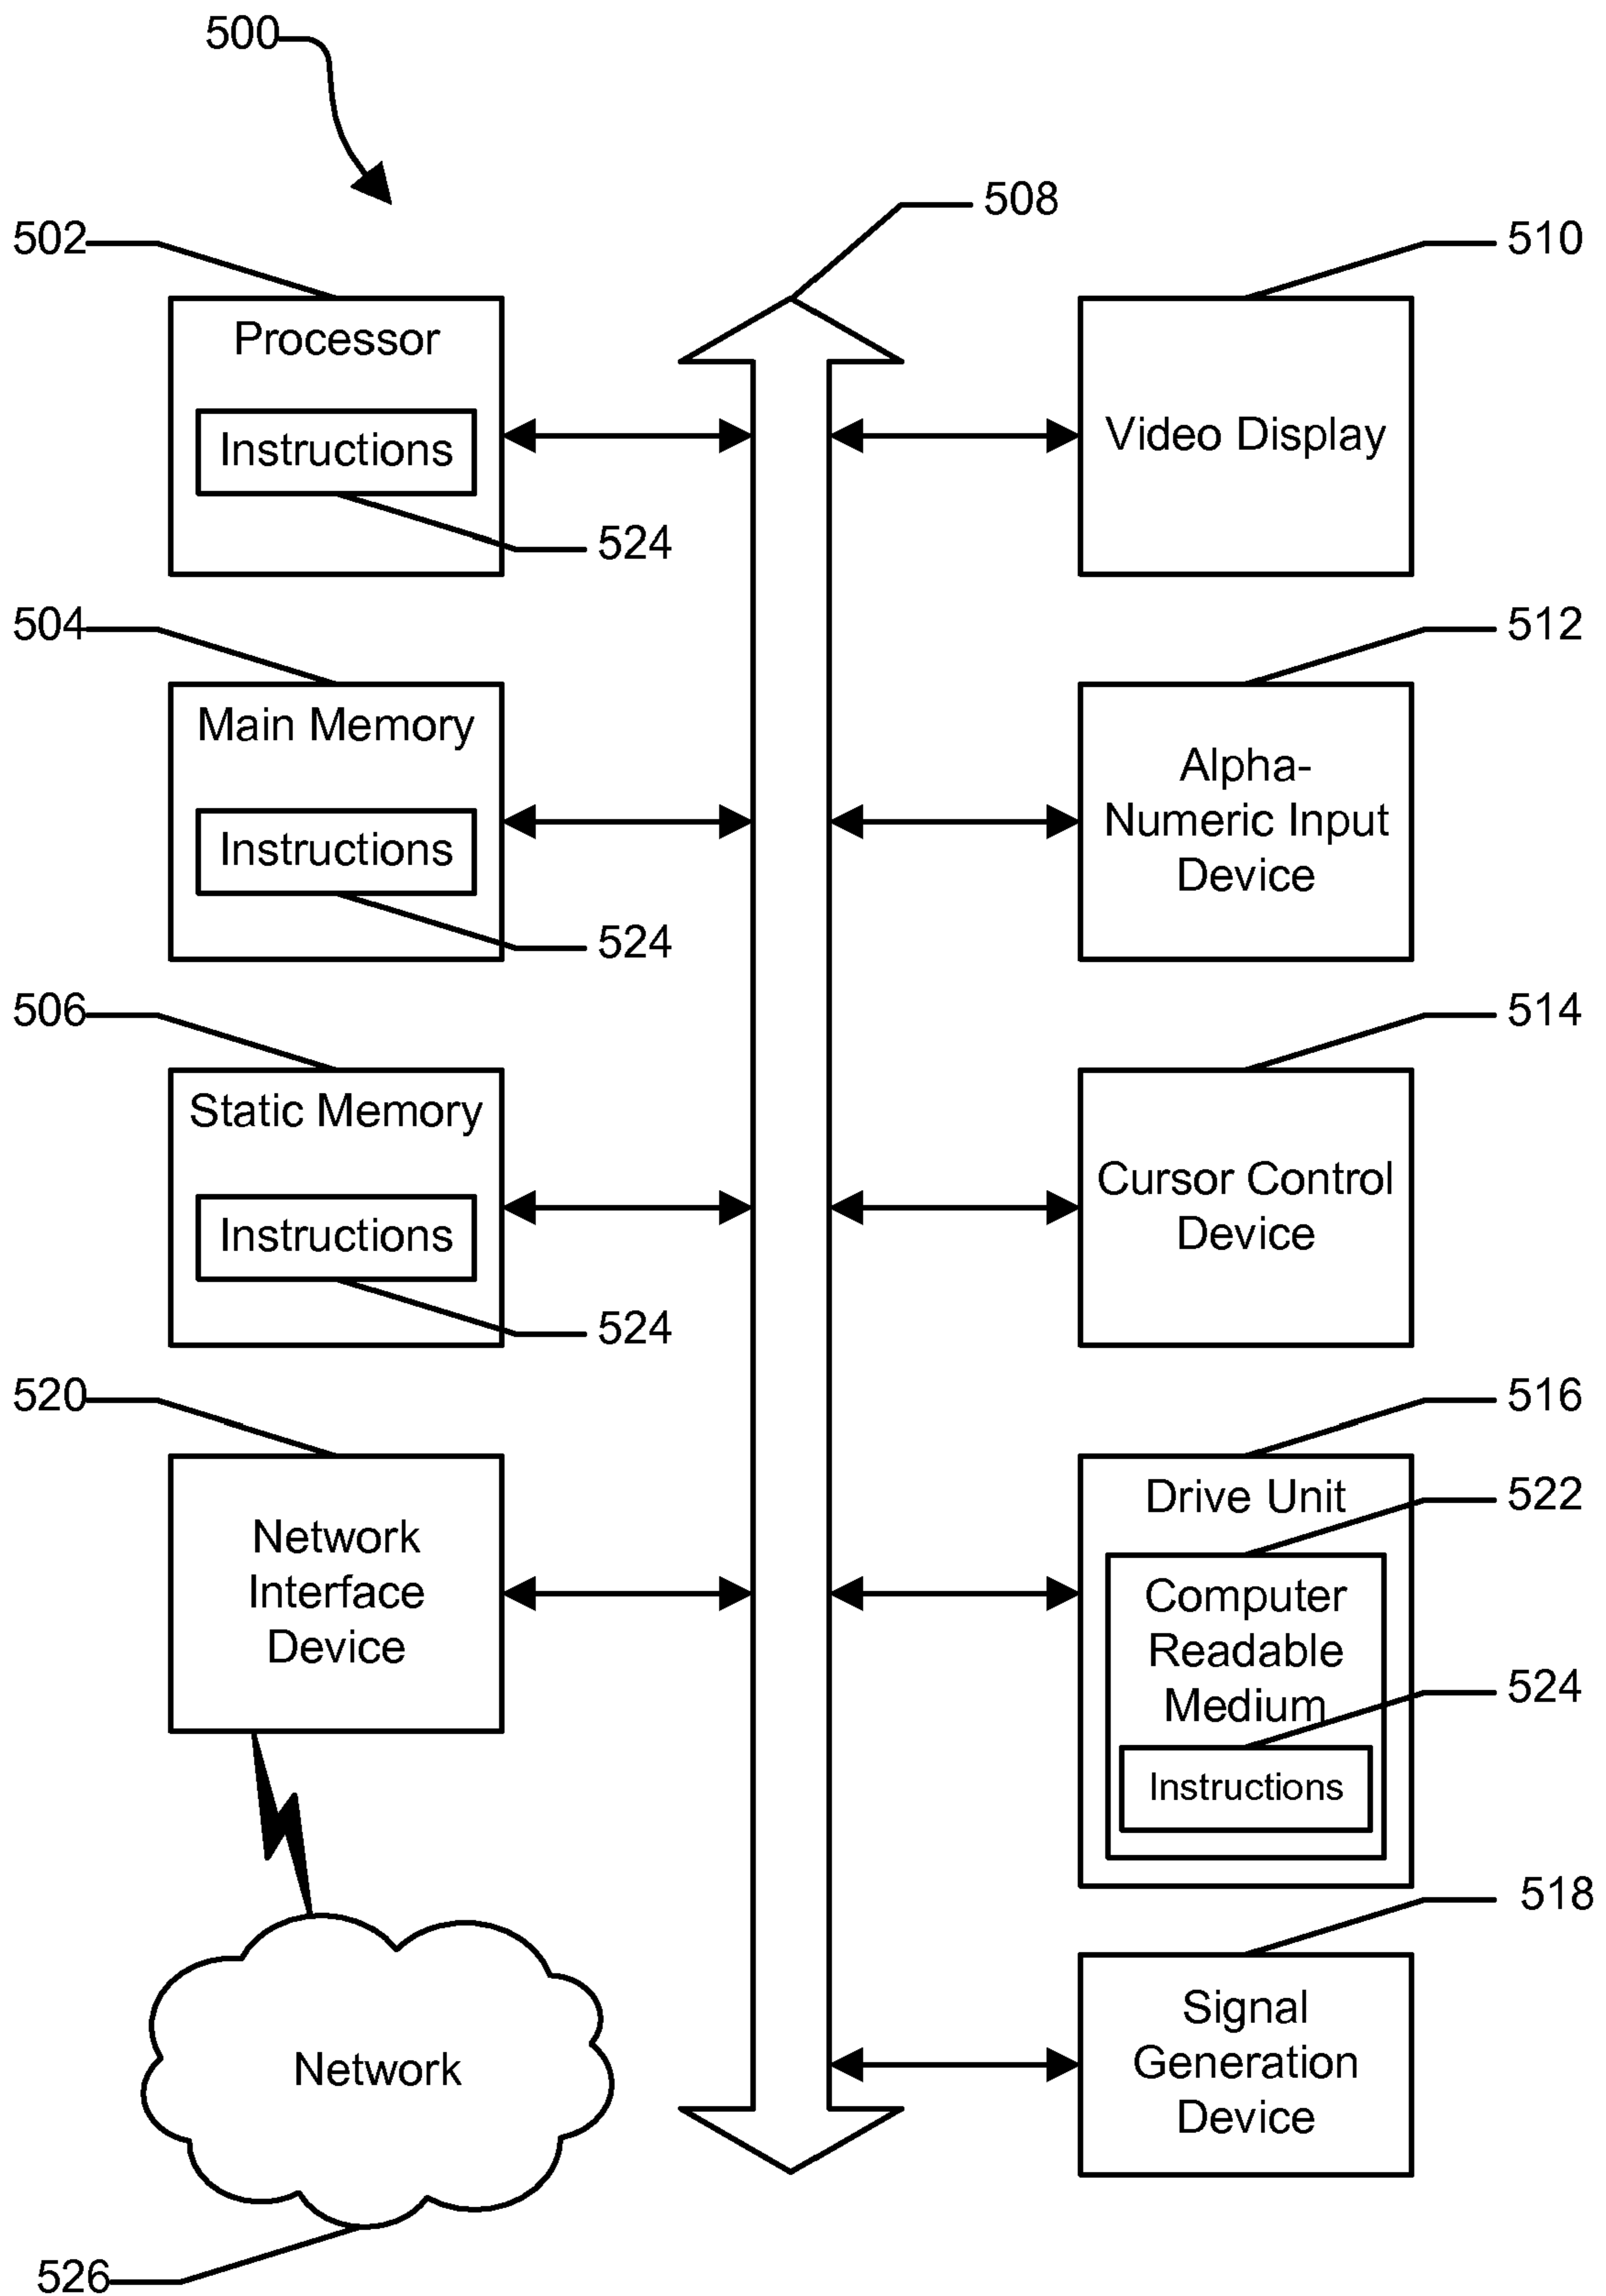 500
508
502
510
Processor
Instructions
524
Video Display
504
512
Main Memory
Instructions
524
Alpha-
Numeric Input
Device
506
514
Static Memory
Instructions
524
Cursor Control
Device
520
516
Network
Interface
Device
Drive Unit
522
Computer
Readable
Medium
524
Instructions
518
Signal
Generation
Device
Network
526